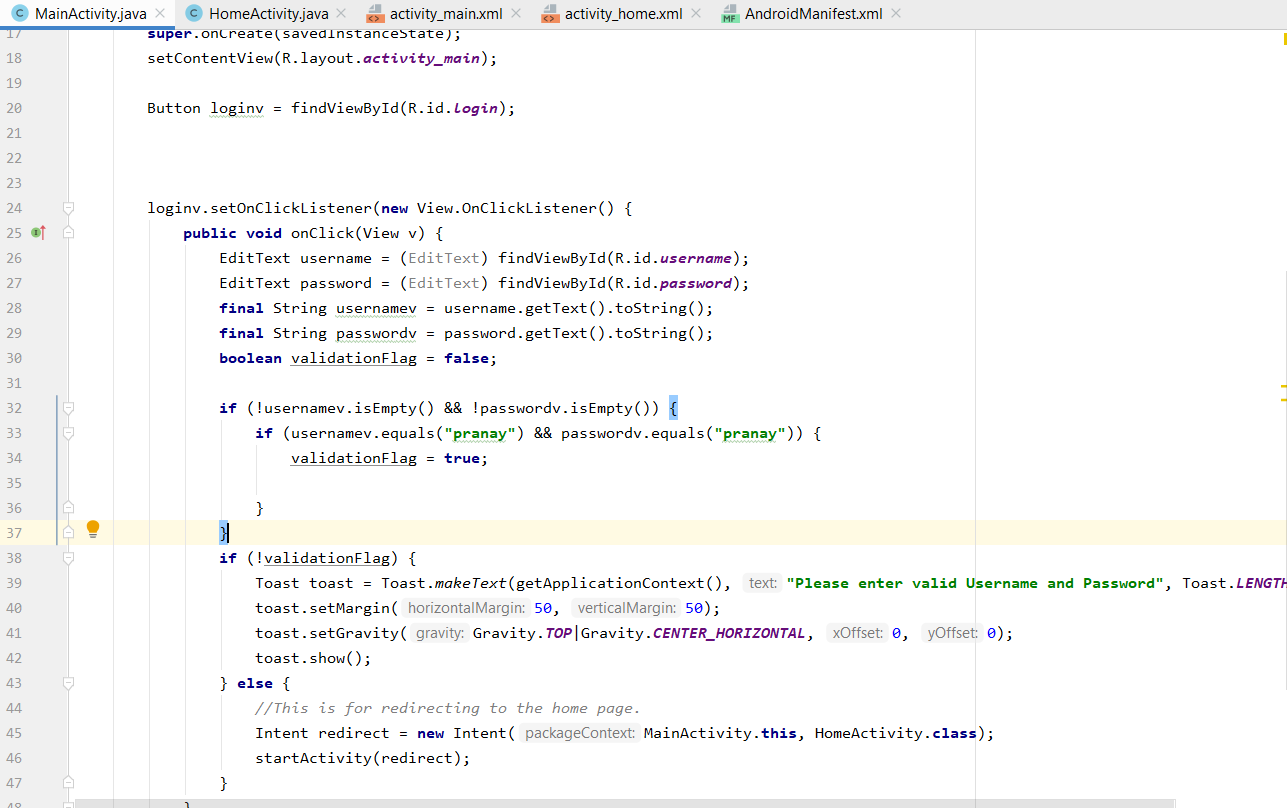 MainActivity.java HomeActivity.java activity_main.xml activity_home.xml AndroidManifest.xml
17 super.onCreate(savedInstanceState);
18 setContentView(R.layout.activity_main);
19
20 Button loginv = findViewById(R.id.login);
21
22
23
24 loginv.setOnClickListener(new View.OnClickListener() {
25 public void onClick(View v) {
26 EditText username = (EditText) findViewById(R.id.username);
27 EditText password = (EditText) findViewById(R.id.password);
28 final String usernamev = username.getText().toString();
29 final String passwordv = password.getText().toString();
30 boolean validationFlag = false;
31
32 if (!usernamev.isEmpty() && !passwordv.isEmpty()) {
33 if (usernamev.equals("pranay") && passwordv.equals("pranay")) {
34 validationFlag = true;
35
36 }
37 }
38 if (!validationFlag) {
39 Toast toast = Toast.makeText(getApplicationContext(), text: "Please enter valid Username and Password", Toast.LENGTH
40 toast.setMargin( horizontalMargin: 50, verticalMargin: 50);
41 toast.setGravity( gravity: Gravity.TOP|Gravity.CENTER_HORIZONTAL, xOffset: 0, yOffset: 0);
42 toast.show();
43 } else {
44 //This is for redirecting to the home page.
45 Intent redirect = new Intent( packageContext: MainActivity.this, HomeActivity.class);
46 startActivity(redirect);
47 }
48 }